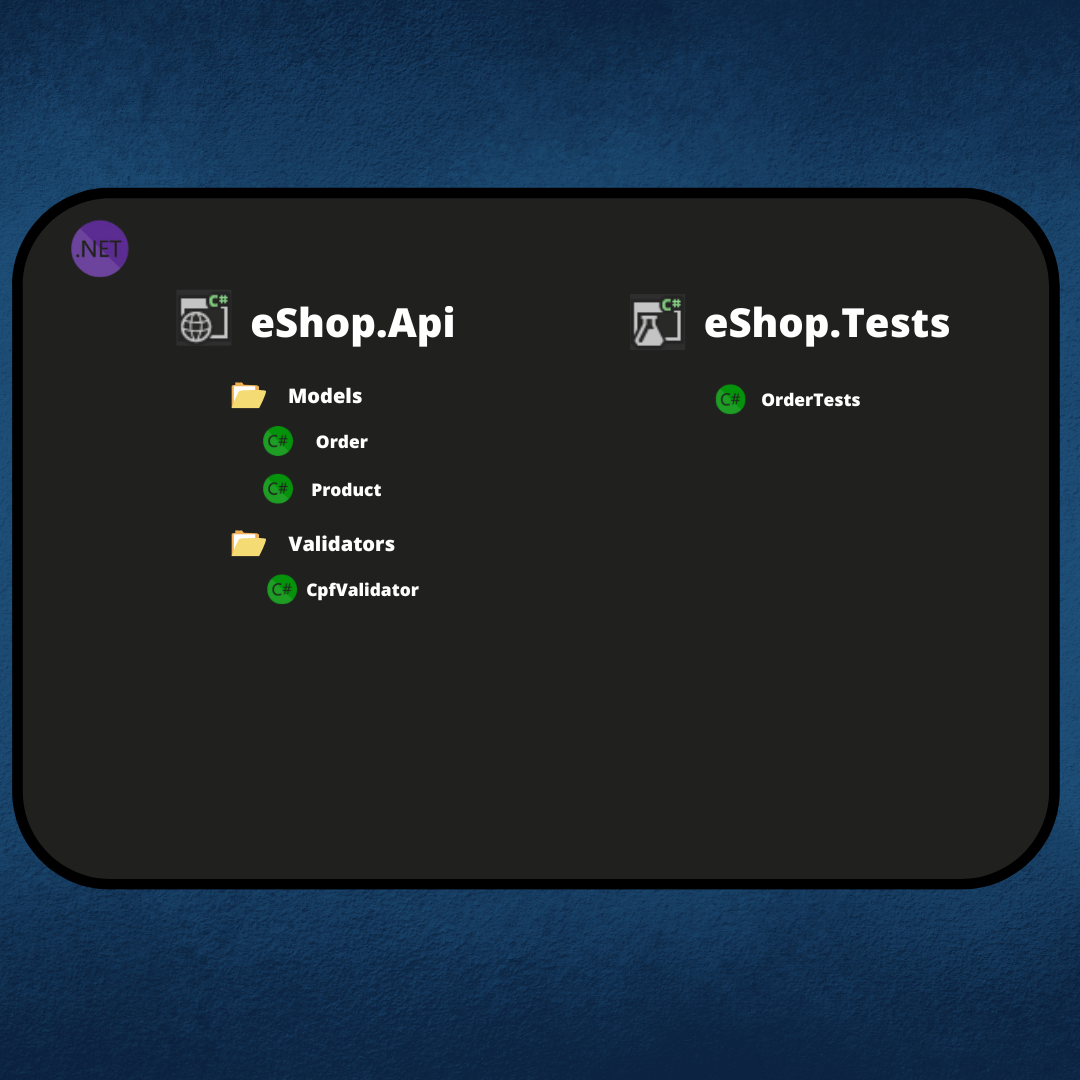 .NET
C#
eShop.Api
Models
C#
Order
C#
Product
Validators
C#
CpfValidator
C#
eShop.Tests
C#
OrderTests